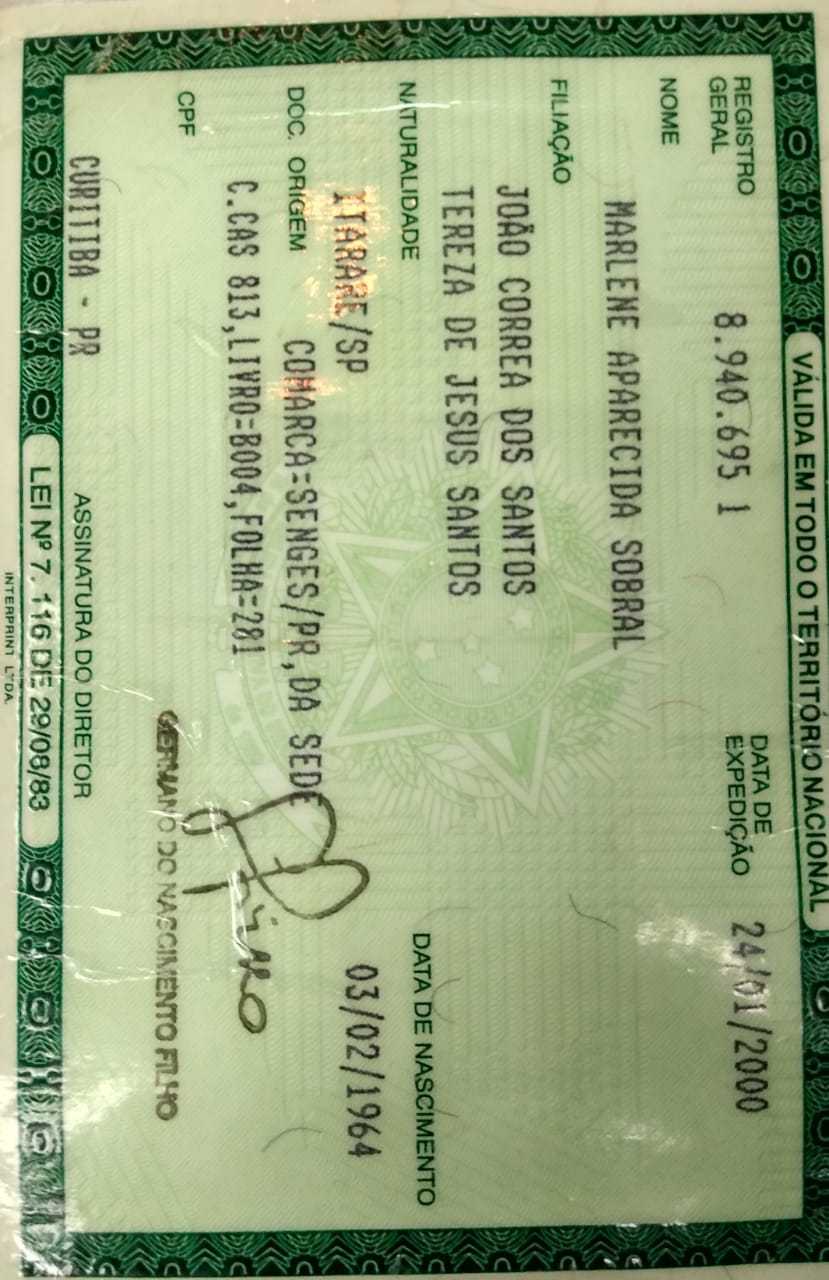 VÁLIDA EM TODO O TERRITÓRIO NACIONAL
REGISTRO GERAL 8.940.695 1 DATA DE EXPEDIÇÃO 24/01/2000
NOME
MARLENE APARECIDA SOBRAL
FILIAÇÃO
JOÃO CORREA DOS SANTOS
TEREZA DE JESUS SANTOS
NATURALIDADE DATA DE NASCIMENTO
ITARARE/SP 03/02/1964
DOC. ORIGEM COMARCA=SENGES/PR,DA SEDE
C.CAS 813,LIVRO=B004,FOLHA=281
CPF
GERMANO DO NASCIMENTO FILHO
CURITIBA - PR
ASSINATURA DO DIRETOR
LEI Nº 7.116 DE 29/08/83
INTERPRINT LTDA.